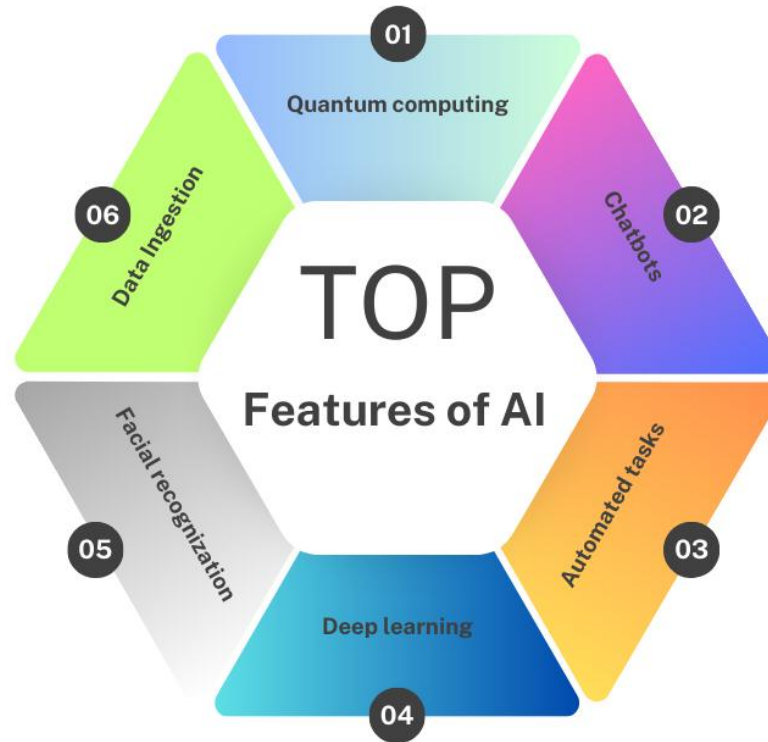 TOP
Features of AI
01
Quantum computing
02
Chatbots
03
Automated tasks
04
Deep learning
05
Facial recognization
06
Data Ingestion